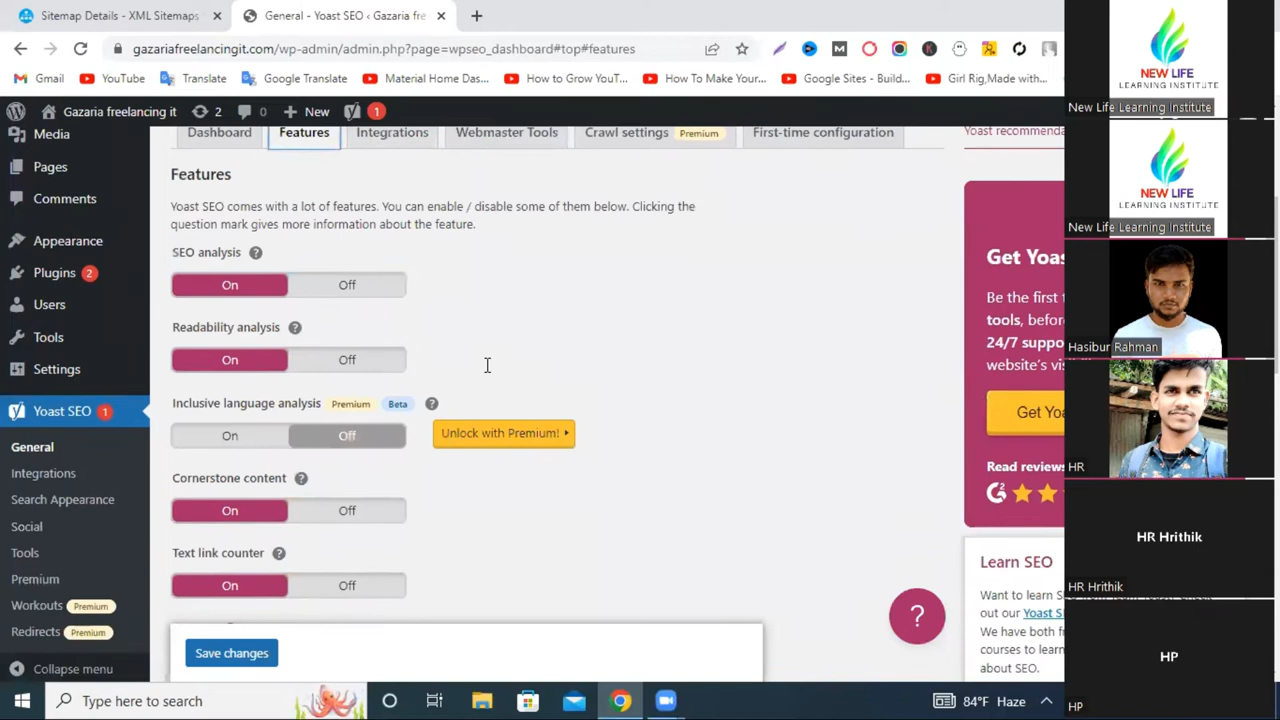 Sitemap Details - XML Sitemaps
General - Yoast SEO ‹ Gazaria fre
gazariafreelancingit.com/wp-admin/admin.php?page=wpseo_dashboard#top#features
Gmail
YouTube
Translate
Google Translate
Material Home Das...
How to Grow YouT...
How To Make Your...
Google Sites - Build...
Girl Rig,Made with...
Gazaria freelancing it
2
0
New
1
Media
Pages
Comments
Appearance
Plugins 2
Users
Tools
Settings
Yoast SEO 1
General
Integrations
Search Appearance
Social
Tools
Premium
Workouts Premium
Redirects Premium
Collapse menu
Dashboard
Features
Integrations
Webmaster Tools
Crawl settings Premium
First-time configuration
Features
Yoast SEO comes with a lot of features. You can enable / disable some of them below. Clicking the
question mark gives more information about the feature.
SEO analysis ?
On Off
Readability analysis ?
On Off
Inclusive language analysis Premium Beta ?
On Off
Unlock with Premium!
Cornerstone content ?
On Off
Text link counter ?
On Off
Save changes
Yoast recommenda
Get Yoa
Be the first t
tools, befor
24/7 suppo
website's vis
Get Yoa
Read reviews
G2
Learn SEO
out our Yoast S
We have both f
courses to learn
about SEO.
?
NEW LIFE
LEARNING INSTITUTE
New Life Learning Institute
NEW LIFE
LEARNING INSTITUTE
New Life Learning Institute
Hasibur Rahman
HR
HR Hrithik
HR Hrithik
HP
HP
Type here to search
84°F Haze